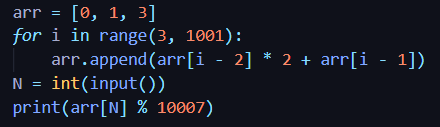 arr = [0, 1, 3]
for i in range(3, 1001):
    arr.append(arr[i - 2] * 2 + arr[i - 1])
N = int(input())
print(arr[N] % 10007)